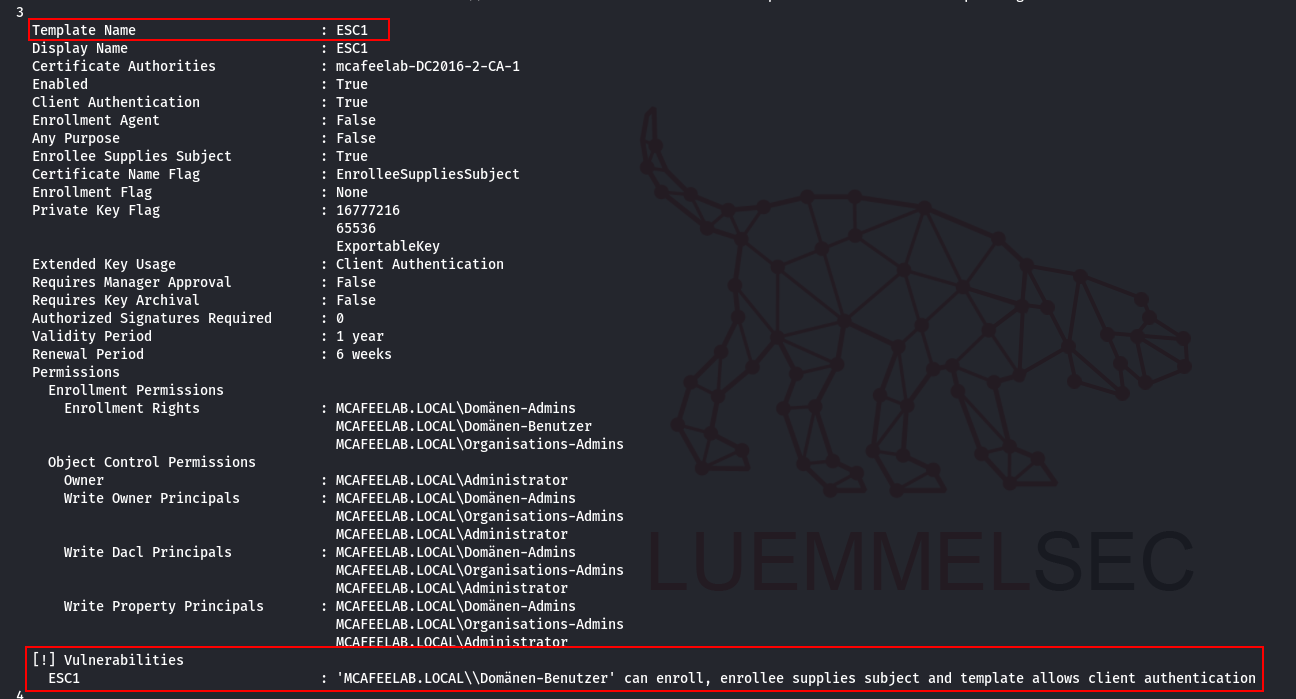 3
Template Name : ESC1
Display Name : ESC1
Certificate Authorities : mcafeelab-DC2016-2-CA-1
Enabled : True
Client Authentication : True
Enrollment Agent : False
Any Purpose : False
Enrollee Supplies Subject : True
Certificate Name Flag : EnrolleeSuppliesSubject
Enrollment Flag : None
Private Key Flag : 16777216
65536
ExportableKey
Extended Key Usage : Client Authentication
Requires Manager Approval : False
Requires Key Archival : False
Authorized Signatures Required : 0
Validity Period : 1 year
Renewal Period : 6 weeks
Permissions
Enrollment Permissions
Enrollment Rights : MCAFEELAB.LOCAL\Domänen-Admins
MCAFEELAB.LOCAL\Domänen-Benutzer
MCAFEELAB.LOCAL\Organisations-Admins
Object Control Permissions
Owner : MCAFEELAB.LOCAL\Administrator
Write Owner Principals : MCAFEELAB.LOCAL\Domänen-Admins
MCAFEELAB.LOCAL\Organisations-Admins
MCAFEELAB.LOCAL\Administrator
Write Dacl Principals : MCAFEELAB.LOCAL\Domänen-Admins
MCAFEELAB.LOCAL\Organisations-Admins
MCAFEELAB.LOCAL\Administrator
Write Property Principals : MCAFEELAB.LOCAL\Domänen-Admins
MCAFEELAB.LOCAL\Organisations-Admins
MCAFEELAB.LOCAL\Administrator
[!] Vulnerabilities
ESC1 : 'MCAFEELAB.LOCAL\\Domänen-Benutzer' can enroll, enrollee supplies subject and template allows client authentication
4
LUEMMELSEC